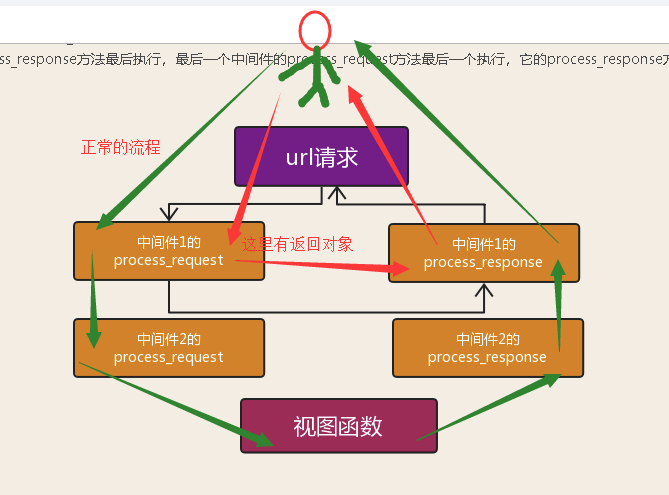 ss_response方法最后执行，最后一个中间件的process_request方法最后一个执行，它的process_response方
正常的流程
url请求
中间件1的
process_request
这里有返回对象
中间件1的
process_response
中间件2的
process_request
中间件2的
process_response
视图函数